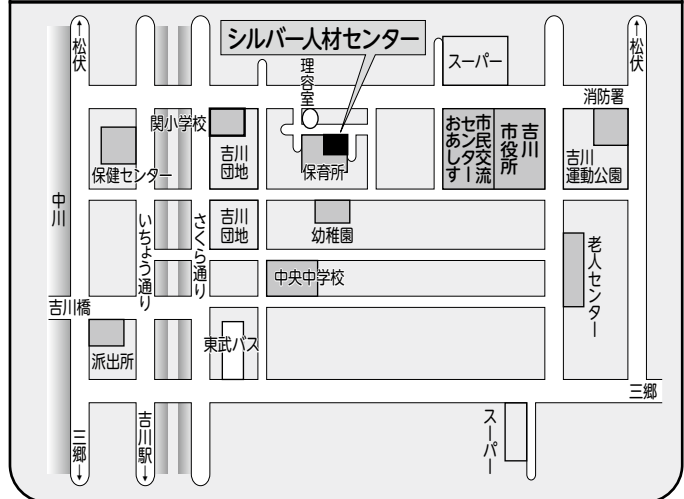 ↑松伏
シルバー人材センター
↑松伏
スーパー
理容室
消防署
関小学校
保健センター
吉川
団地
保育所
市民交流
センター
おあしす
吉川
市役所
吉川
運動公園
中川
いちょう通り
さくら通り
吉川
団地
幼稚園
老人センター
中央中学校
吉川橋
派出所
東武バス
三郷
三郷↓
吉川駅↓
スーパー